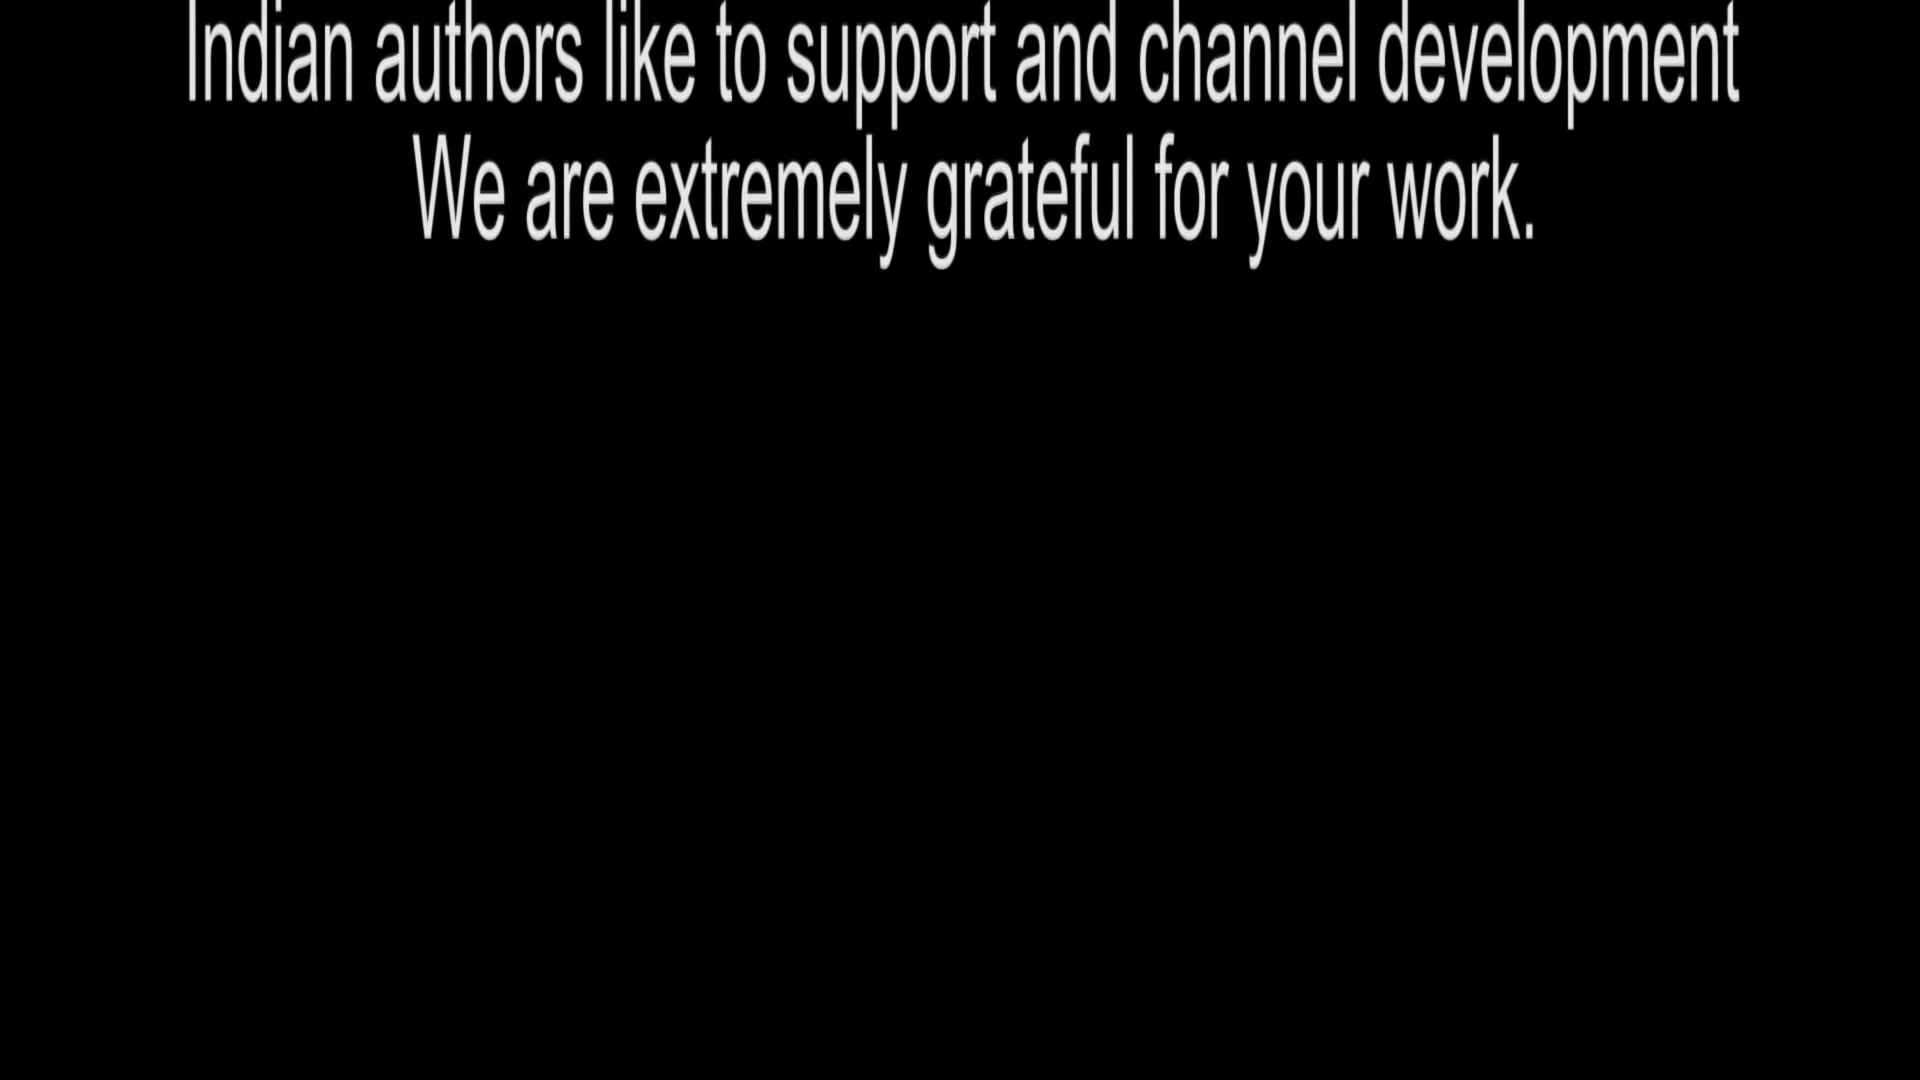 Indian authors like to support and channel development
We are extremely grateful for your work.